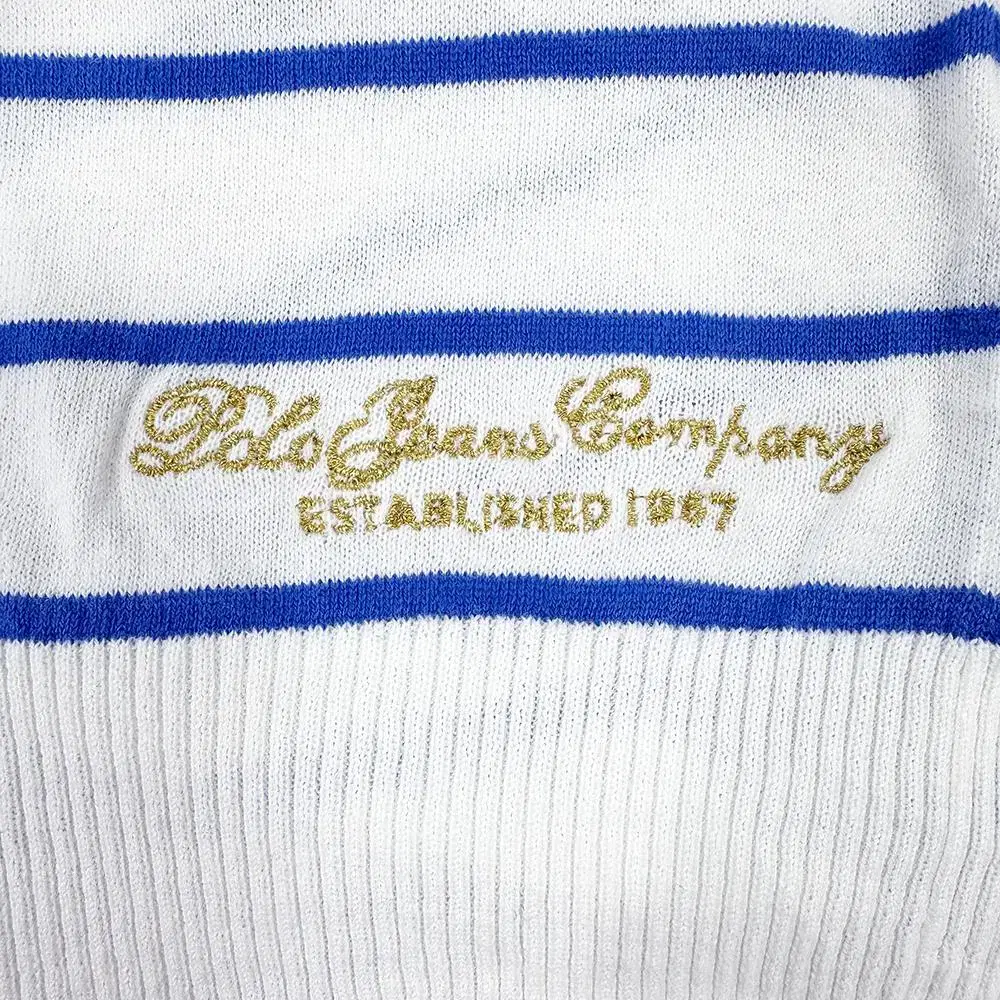 Polo Jeans Company
ESTABLISHED 1967